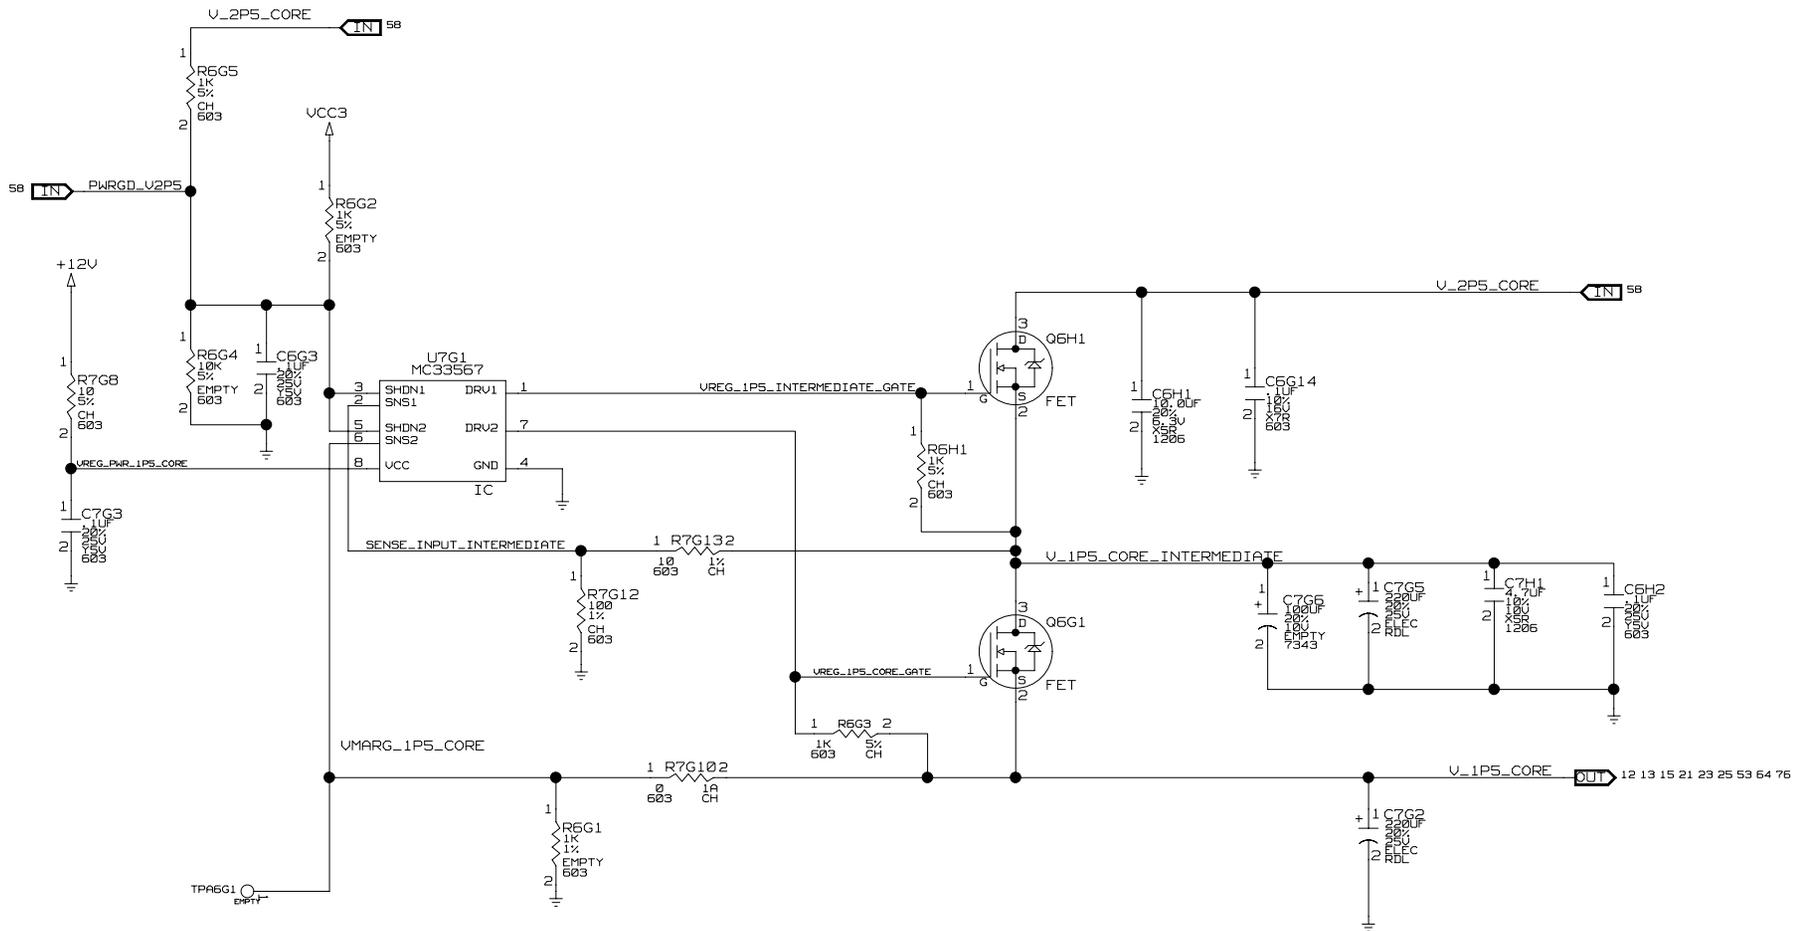 V_2P5_CORE
IN
58
1
R6G5
1K
5%
CH
603
2
VCC3
58
IN
PWRGD_V2P5
1
R6G2
1K
5%
EMPTY
603
2
+12V
V_2P5_CORE
IN
58
1
R7G8
10
5%
CH
603
2
1
R6G4
10K
5%
EMPTY
603
2
1
C6G3
.1UF
20%
25V
Y5V
603
2
U7G1
MC33567
3
SHDN1
DRV1
1
2
SNS1
5
SHDN2
DRV2
7
6
SNS2
8
VCC
GND
4
IC
VREG_1P5_INTERMEDIATE_GATE
3
D
Q6H1
1
G
S
FET
2
1
C6H1
10.0UF
20%
6.3V
X5R
1206
2
1
C6G14
.1UF
10%
16V
X7R
603
2
1
R6H1
1K
5%
CH
603
2
VREG_PWR_1P5_CORE
1
C7G3
.1UF
20%
25V
Y5V
603
2
SENSE_INPUT_INTERMEDIATE
1
R7G13
2
10
1%
603
CH
V_1P5_CORE_INTERMEDIATE
1
R7G12
100
1%
CH
603
2
3
D
Q6G1
1
G
S
FET
2
1
+
C7G6
100UF
20%
10V
EMPTY
7343
2
+
1
C7G5
220UF
20%
25V
ELEC
RDL
2
1
C7H1
4.7UF
10%
10V
X5R
1206
2
1
C6H2
.1UF
20%
25V
Y5V
603
2
VREG_1P5_CORE_GATE
1
R6G3
2
1K
5%
603
CH
VMARG_1P5_CORE
1
R7G10
2
0
1A
603
CH
V_1P5_CORE
OUT
12 13 15 21 23 25 53 64 76
1
R6G1
1K
1%
EMPTY
603
2
+
1
C7G2
220UF
20%
25V
ELEC
RDL
2
TPA6G1
1
EMPTY